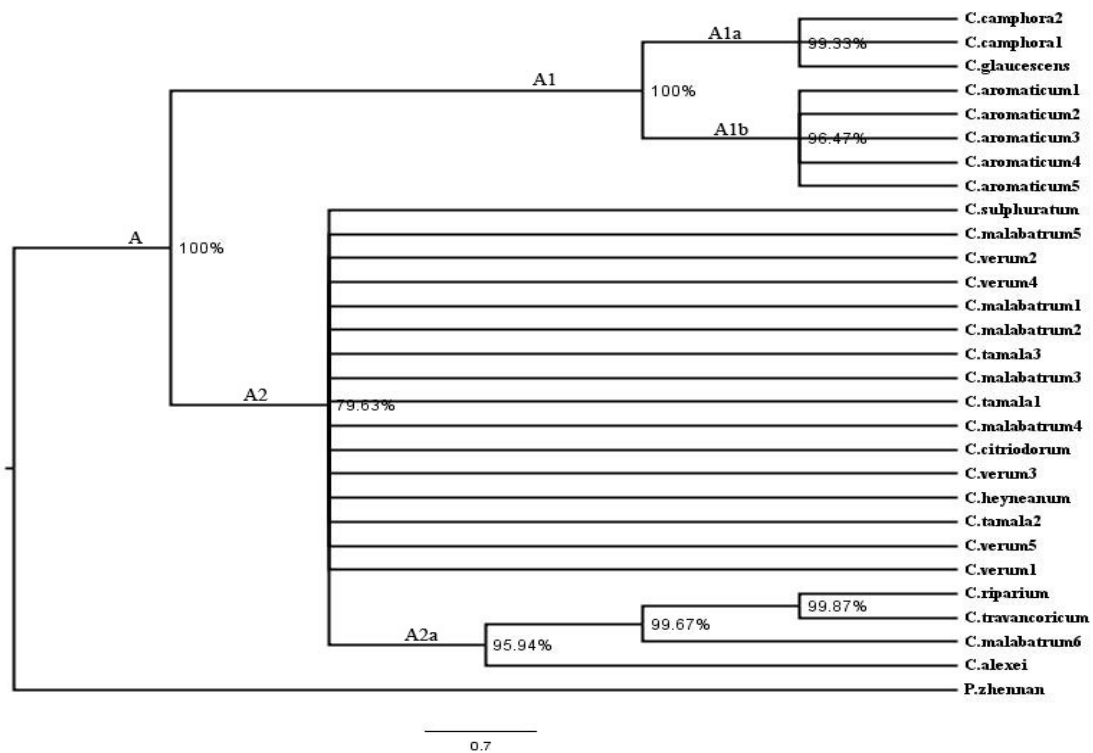 C.camphora2
A1a
99.33%
C.camphora1
C.glaucescens
A1
100%
C.aromaticum1
C.aromaticum2
A1b
96.47%
C.aromaticum3
C.aromaticum4
C.aromaticum5
C.sulphuratum
C.malabatrum5
A
100%
C.verum2
C.verum4
C.malabatrum1
C.malabatrum2
C.tamala3
C.malabatrum3
A2
79.63%
C.tamala1
C.malabatrum4
C.citriodorum
C.verum3
C.heyneanum
C.tamala2
C.verum5
C.verum1
C.riparium
99.87%
C.travancoricum
99.67%
A2a
95.94%
C.malabatrum6
C.alexei
P.zhennan
0.7